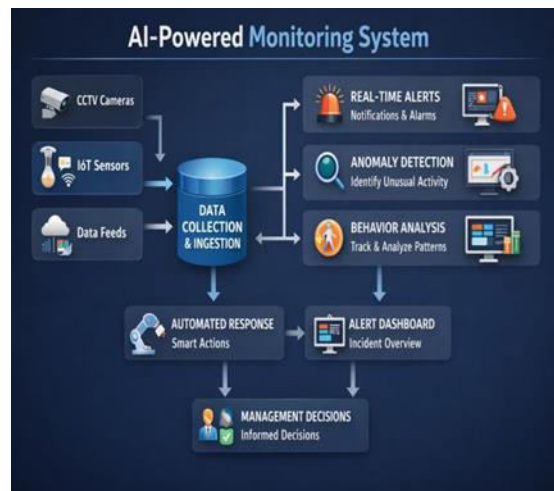 AI-Powered Monitoring System
CCTV Cameras
IoT Sensors
Data Feeds
DATA
COLLECTION
& INGESTION
REAL-TIME ALERTS
Notifications & Alarms
ANOMALY DETECTION
Identify Unusual Activity
BEHAVIOR ANALYSIS
Track & Analyze Patterns
AUTOMATED RESPONSE
Smart Actions
ALERT DASHBOARD
Incident Overview
MANAGEMENT DECISIONS
Informed Decisions